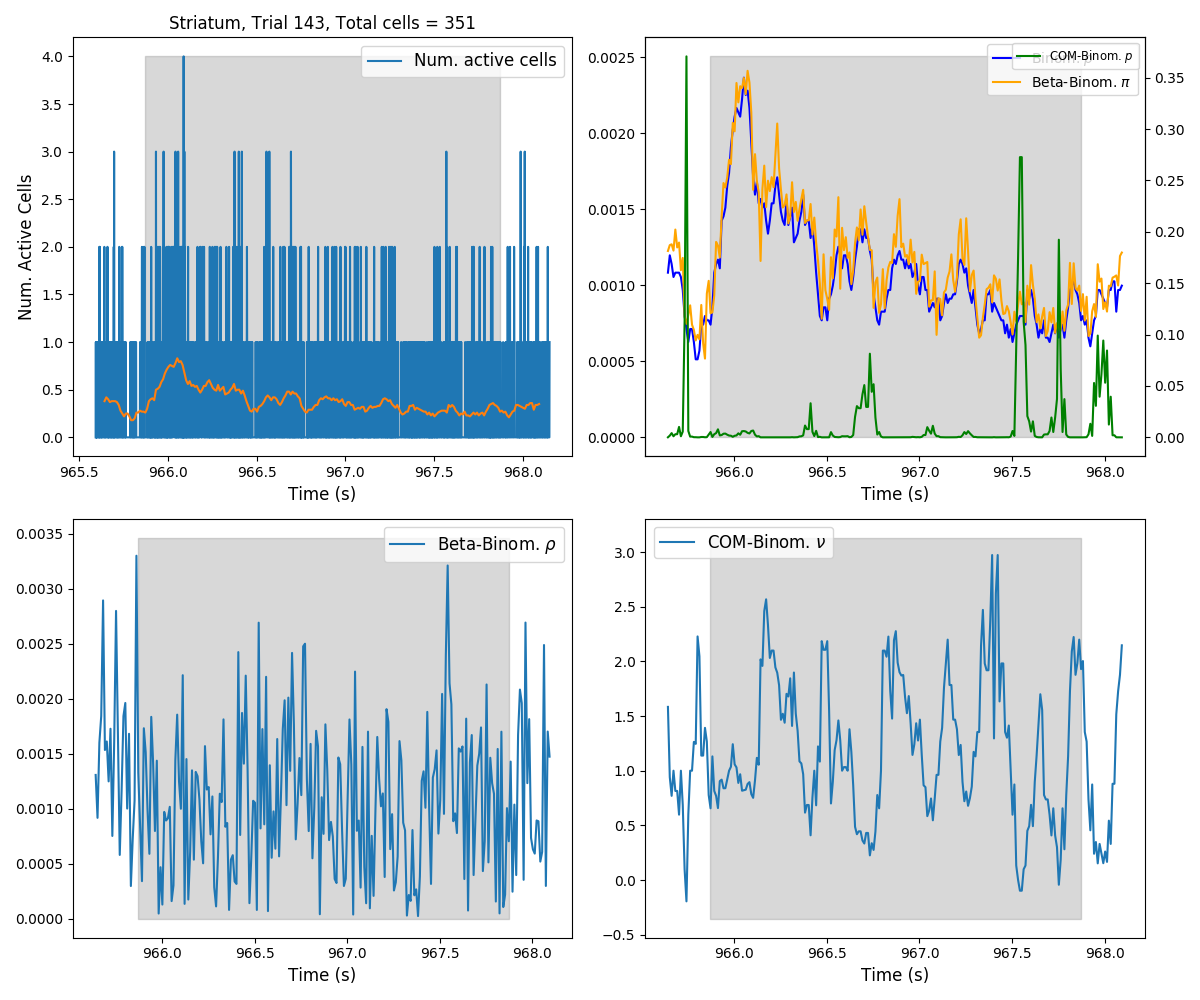 Striatum, Trial 143, Total cells = 351
Num. active cells
Num. Active Cells
4.0
3.5
3.0
2.5
2.0
1.5
1.0
0.5
0.0
965.5 966.0 966.5 967.0 967.5 968.0
Time (s)
COM-Binom. p
Beta-Binom. π
0.0025
0.0020
0.0015
0.0010
0.0005
0.0000
0.35
0.30
0.25
0.20
0.15
0.10
0.05
0.00
966.0 966.5 967.0 967.5 968.0
Time (s)
Beta-Binom. ρ
0.0035
0.0030
0.0025
0.0020
0.0015
0.0010
0.0005
0.0000
966.0 966.5 967.0 967.5 968.0
Time (s)
COM-Binom. ν
3.0
2.5
2.0
1.5
1.0
0.5
0.0
−0.5
966.0 966.5 967.0 967.5 968.0
Time (s)